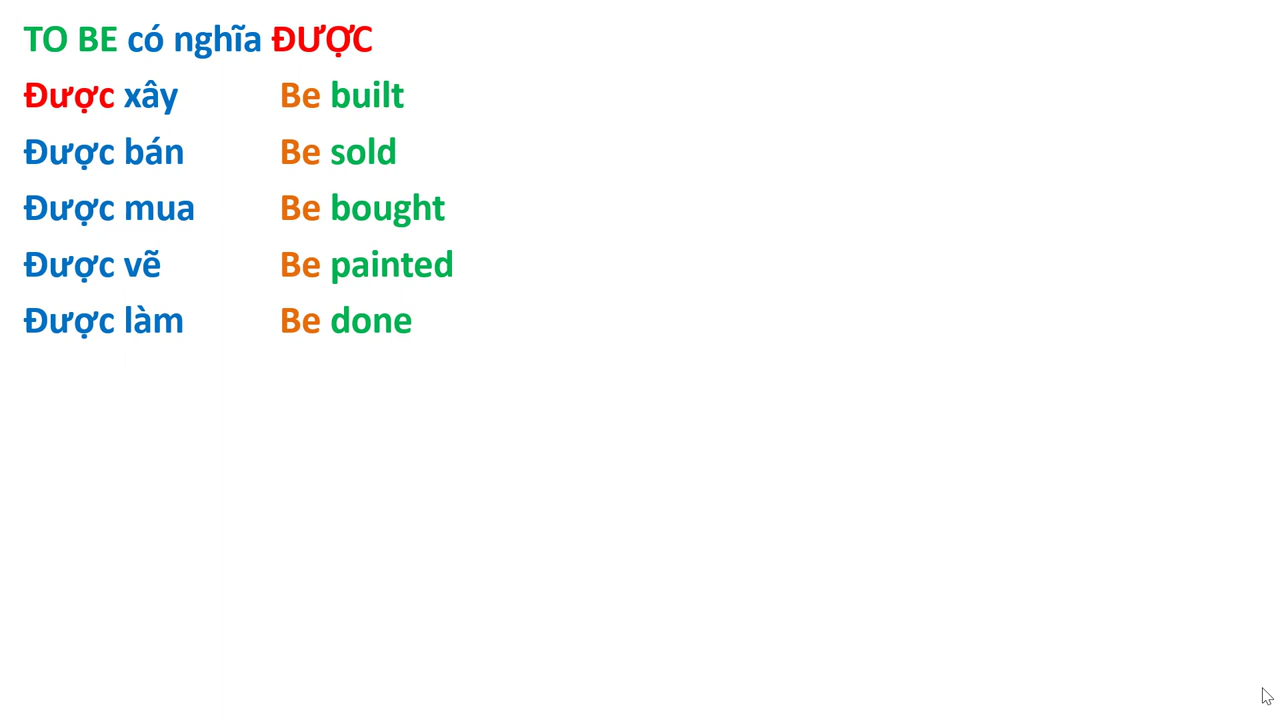 TO BE có nghĩa ĐƯỢC
Được xây Be built
Được bán Be sold
Được mua Be bought
Được vẽ Be painted
Được làm Be done